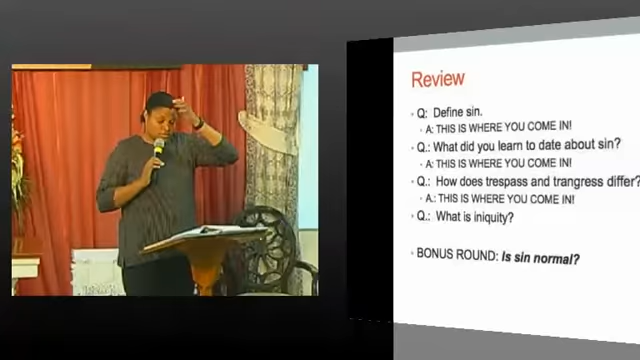 Review
Q: Define sin.
A: THIS IS WHERE YOU COME IN!
Q.: What did you learn to date about sin?
A: THIS IS WHERE YOU COME IN!
Q.: How does trespass and trangress differ?
A.: THIS IS WHERE YOU COME IN!
Q.: What is iniquity?
BONUS ROUND: Is sin normal?